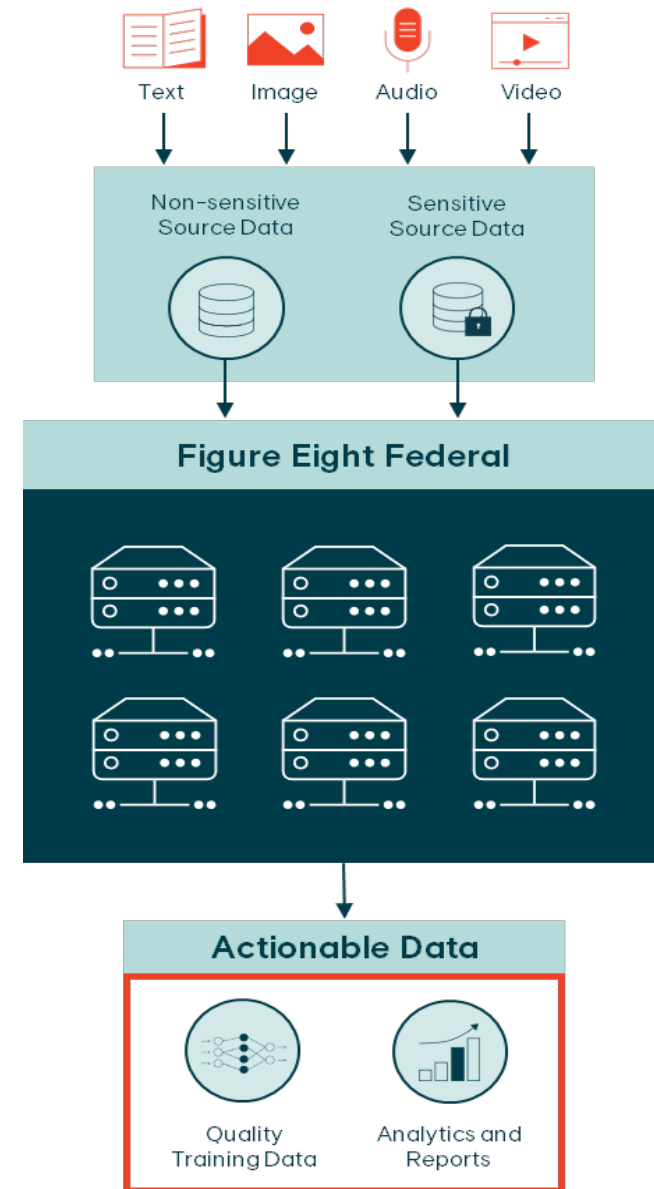 Text
Image
Audio
Video
Non-sensitive
Source Data
Sensitive
Source Data
Figure Eight Federal
Actionable Data
Quality
Training Data
Analytics and
Reports